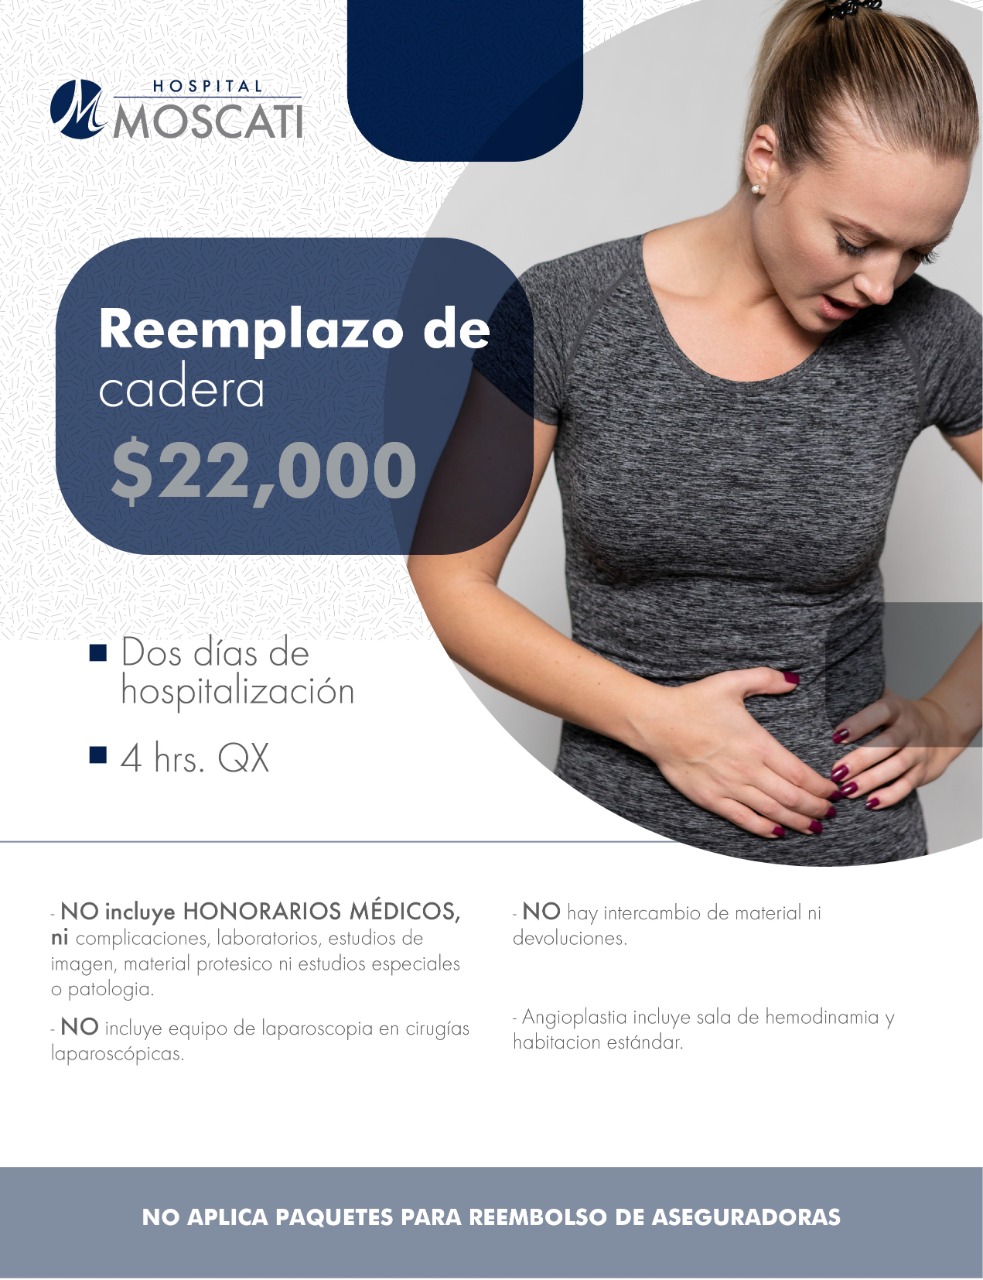 HOSPITAL
MOSCATI
Reemplazo de
cadera
$22,000
Dos días de
hospitalización
4 hrs. QX
- NO incluye HONORARIOS MÉDICOS,
ni complicaciones, laboratorios, estudios de
imagen, material protesico ni estudios especiales
o patologia.
- NO incluye equipo de laparoscopia en cirugías
laparoscópicas.
- NO hay intercambio de material ni
devoluciones.
- Angioplastia incluye sala de hemodinamia y
habitacion estándar.
NO APLICA PAQUETES PARA REEMBOLSO DE ASEGURADORAS